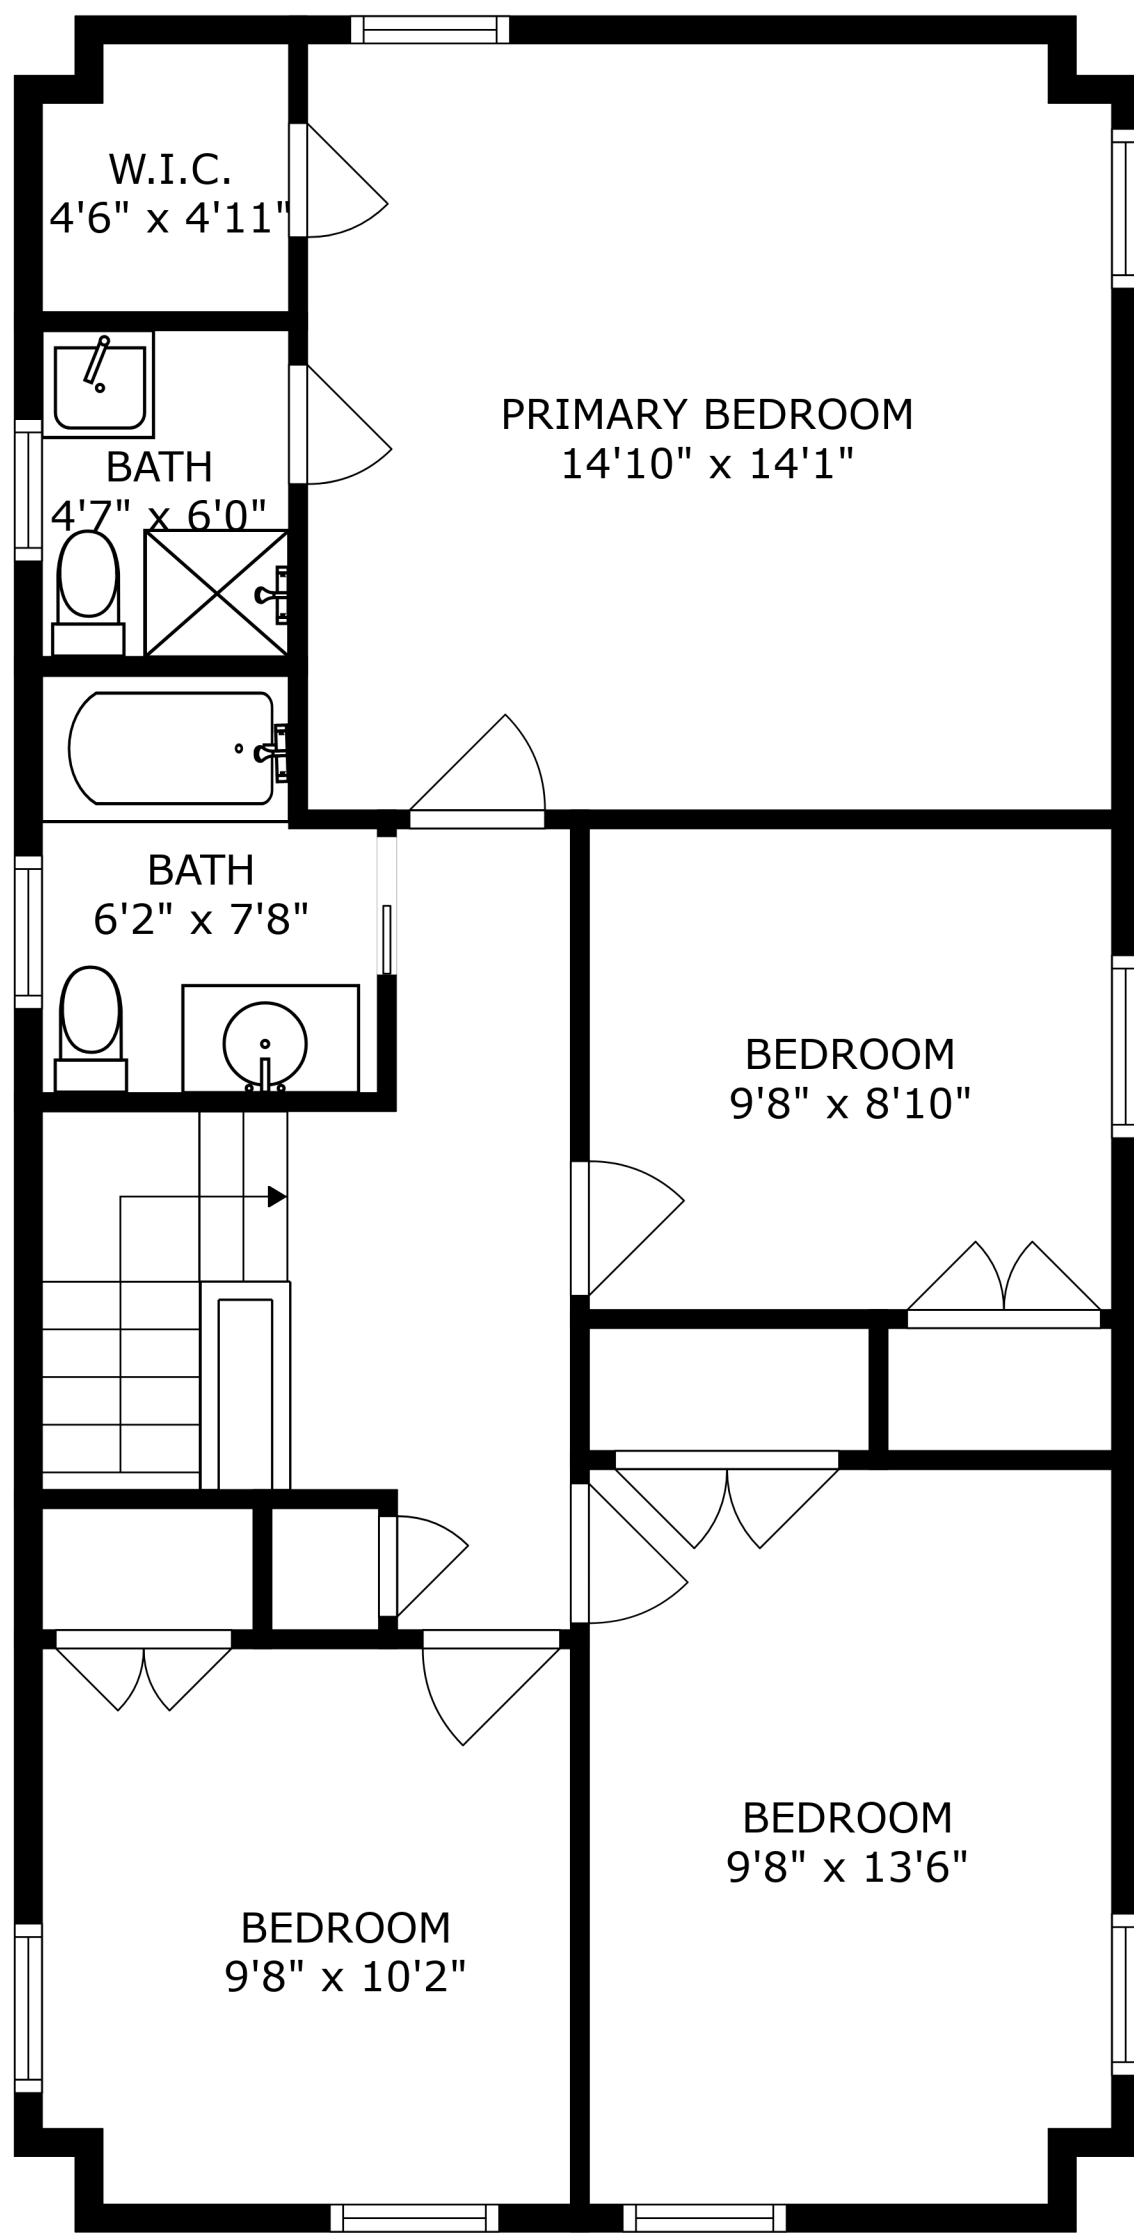 W.I.C.
4'6" x 4'11"
PRIMARY BEDROOM
14'10" x 14'1"
BATH
4'7" x 6'0"
BATH
6'2" x 7'8"
BEDROOM
9'8" x 8'10"
BEDROOM
9'8" x 13'6"
BEDROOM
9'8" x 10'2"